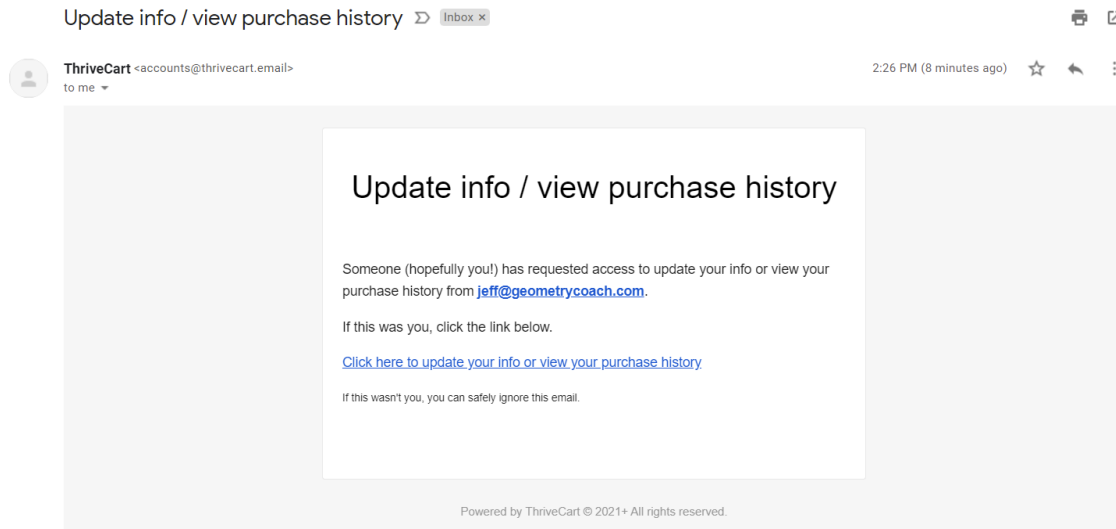 Update info / view purchase history Inbox ×
ThriveCart <accounts@thrivecart.email> 2:26 PM (8 minutes ago)
to me
Update info / view purchase history
Someone (hopefully you!) has requested access to update your info or view your
purchase history from jeff@geometrycoach.com.
If this was you, click the link below.
Click here to update your info or view your purchase history
If this wasn't you, you can safely ignore this email.
Powered by ThriveCart © 2021+ All rights reserved.